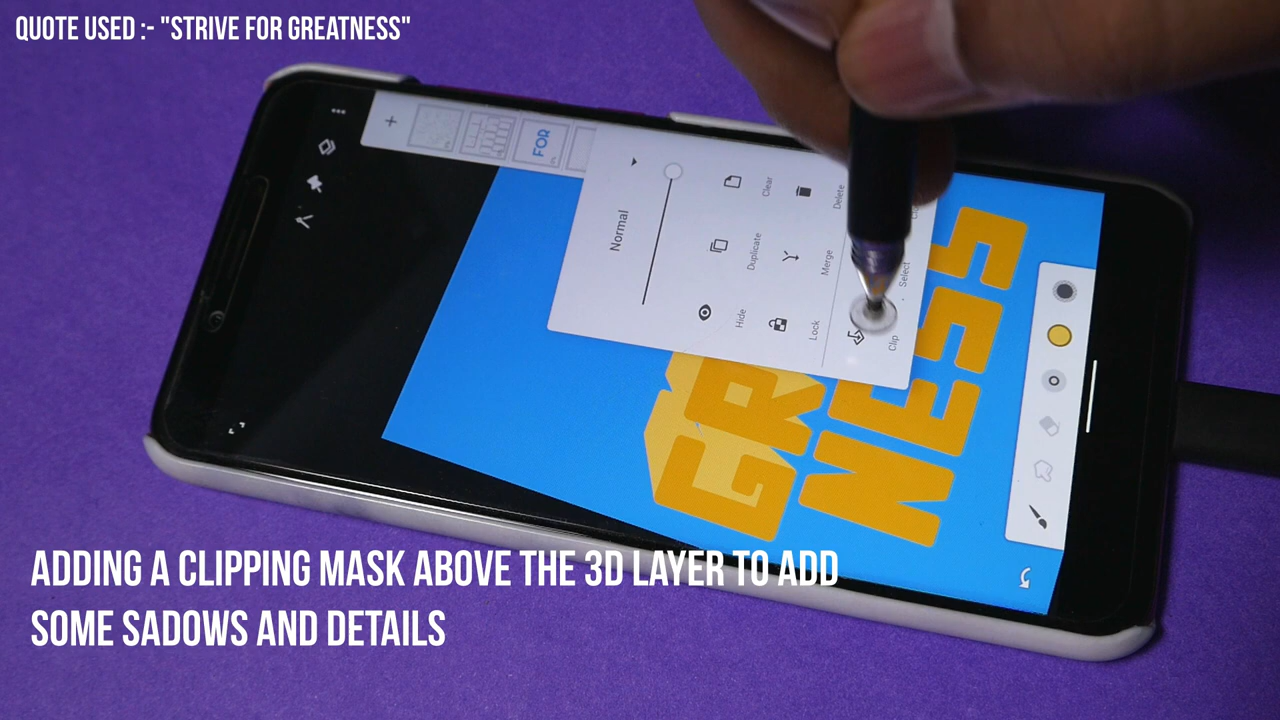 QUOTE USED :- "STRIVE FOR GREATNESS"
FOR
Normal
Clear
Delete
Duplicate
Merge
Select
Hide
Lock
Clip
GR
NESS
ADDING A CLIPPING MASK ABOVE THE 3D LAYER TO ADD
SOME SADOWS AND DETAILS